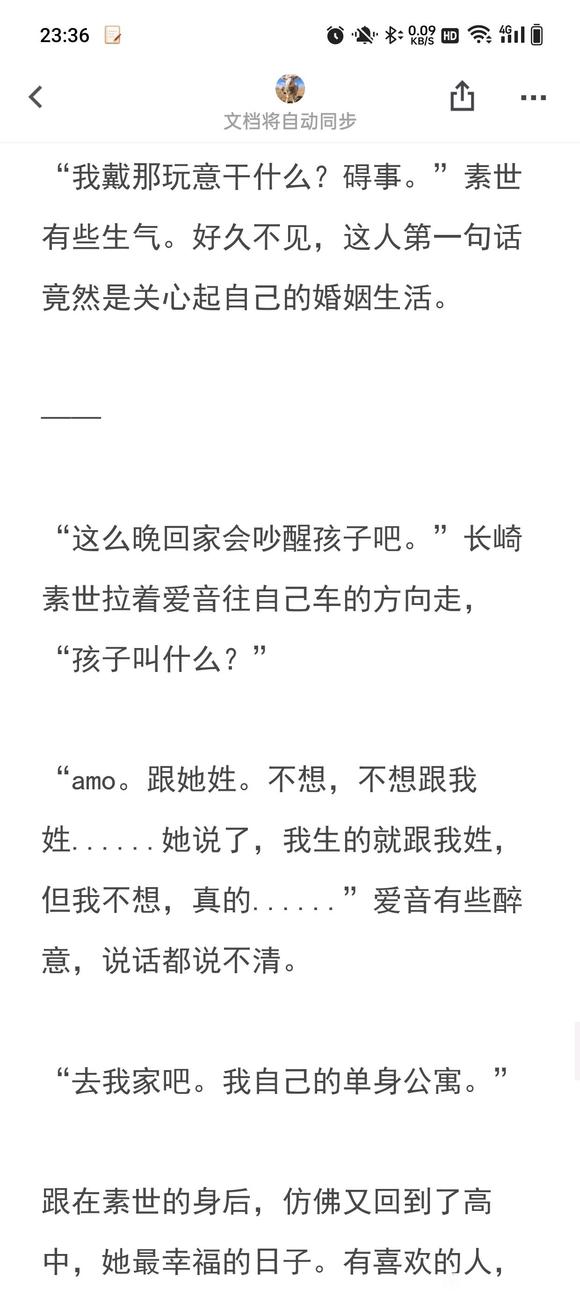 23:36
0.09
KB/S
HD
4G
文档将自动同步
“我戴那玩意干什么？碍事。”素世
有些生气。好久不见，这人第一句话
竟然是关心起自己的婚姻生活。
——
“这么晚回家会吵醒孩子吧。”长崎
素世拉着爱音往自己车的方向走，
“孩子叫什么？”
“amo。跟她姓。不想，不想跟我
姓......她说了，我生的就跟我姓，
但我不想，真的......”爱音有些醉
意，说话都说不清。
“去我家吧。我自己的单身公寓。”
跟在素世的身后，仿佛又回到了高
中，她最幸福的日子。有喜欢的人，